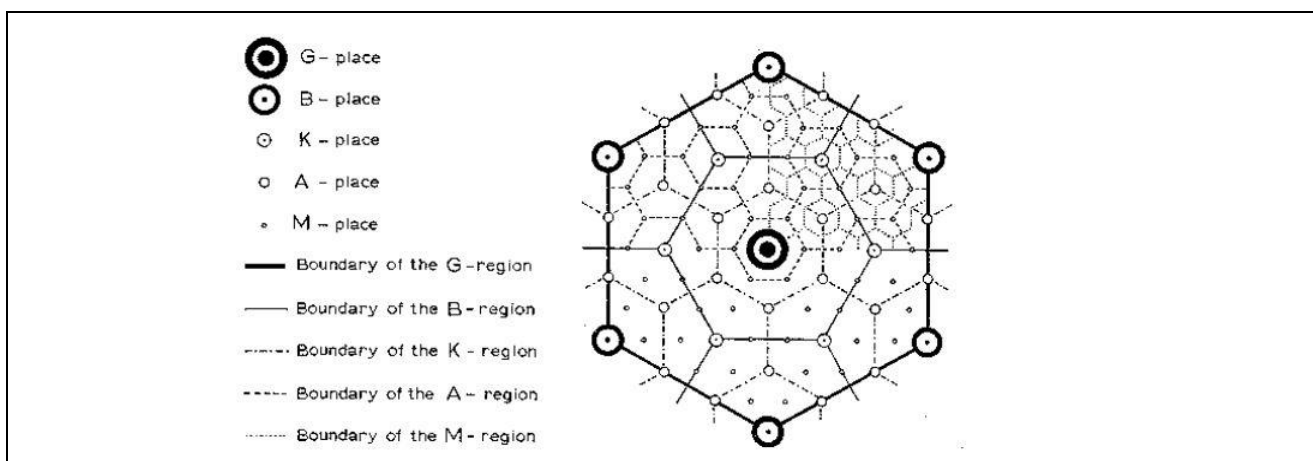 G - place
B - place
K - place
A - place
M - place
Boundary of the G-region
Boundary of the B-region
Boundary of the K-region
Boundary of the A-region
Boundary of the M-region